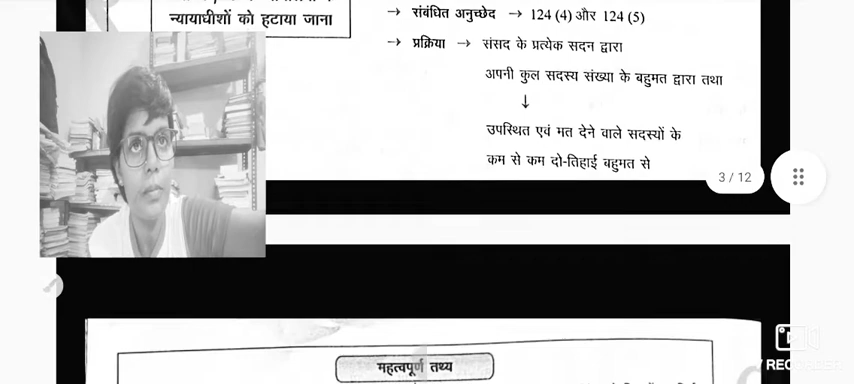 न्यायाधीशों को हटाया जाना
→ संबंधित अनुच्छेद → 124 (4) और 124 (5)
→ प्रक्रिया → संसद के प्रत्येक सदन द्वारा
अपनी कुल सदस्य संख्या के बहुमत द्वारा तथा
↓
उपस्थित एवं मत देने वाले सदस्यों के
कम से कम दो-तिहाई बहुमत से
3 / 12
महत्वपूर्ण तथ्य